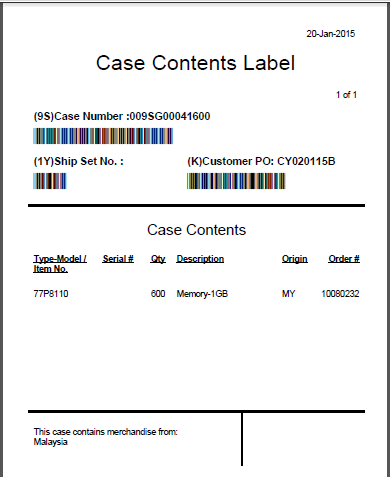 20-Jan-2015
Case Contents Label
1 of 1
(9S)Case Number :009SG00041600
(1Y)Ship Set No. : (K)Customer PO: CY020115B
Case Contents
Type-Model / Item No. Serial # Qty Description Origin Order #
77P8110 600 Memory-1GB MY 10080232
This case contains merchandise from:
Malaysia